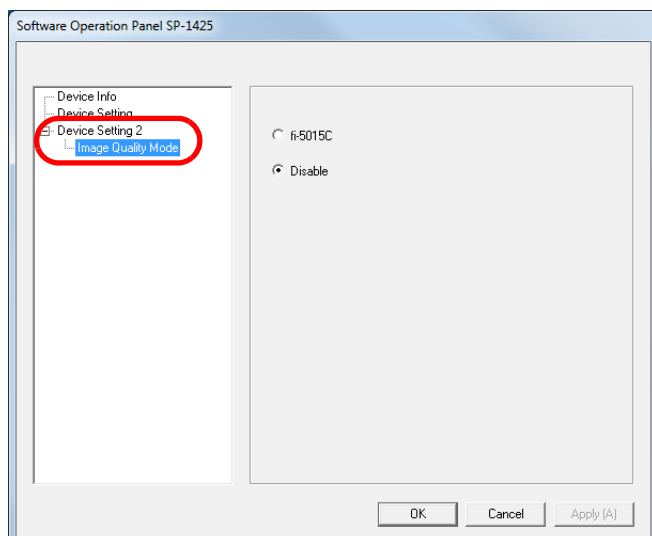 Software Operation Panel SP-1425
Device Info
Device Setting
Device Setting 2
Image Quality Mode
fi-5015C
Disable
OK
Cancel
Apply (A)